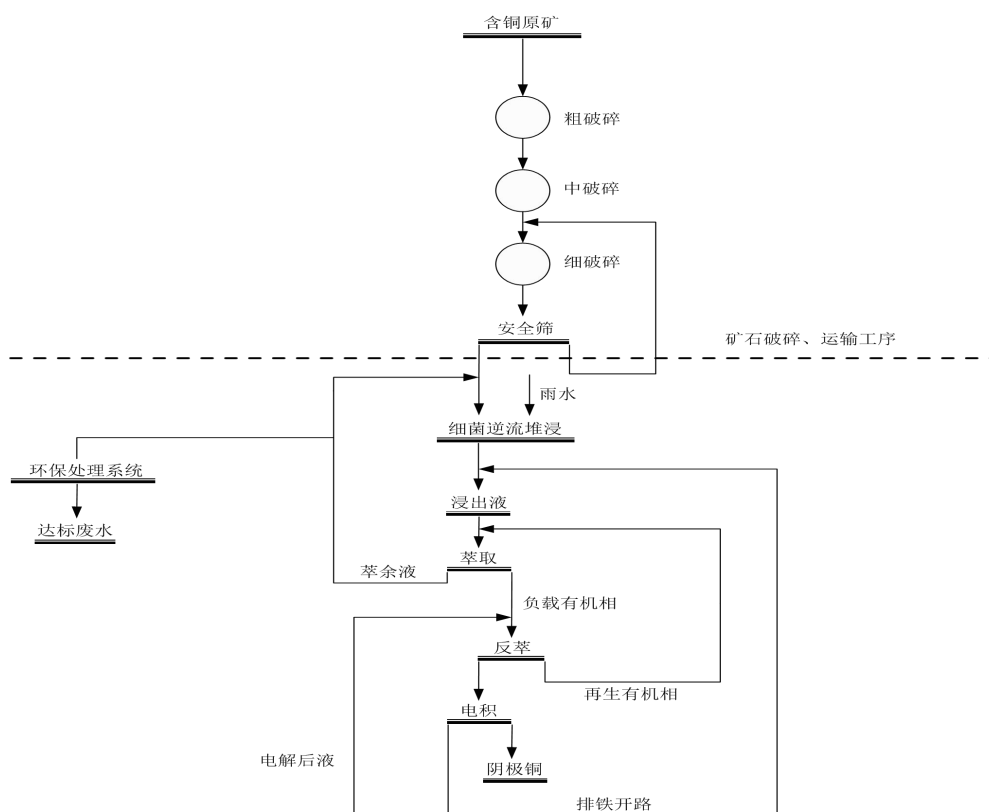 含铜原矿
粗破碎
中破碎
细破碎
安全筛
矿石破碎、运输工序
雨水
细菌逆流堆浸
环保处理系统
浸出液
达标废水
萃取
萃余液
负载有机相
反萃
再生有机相
电积
电解后液
阴极铜
排铁开路